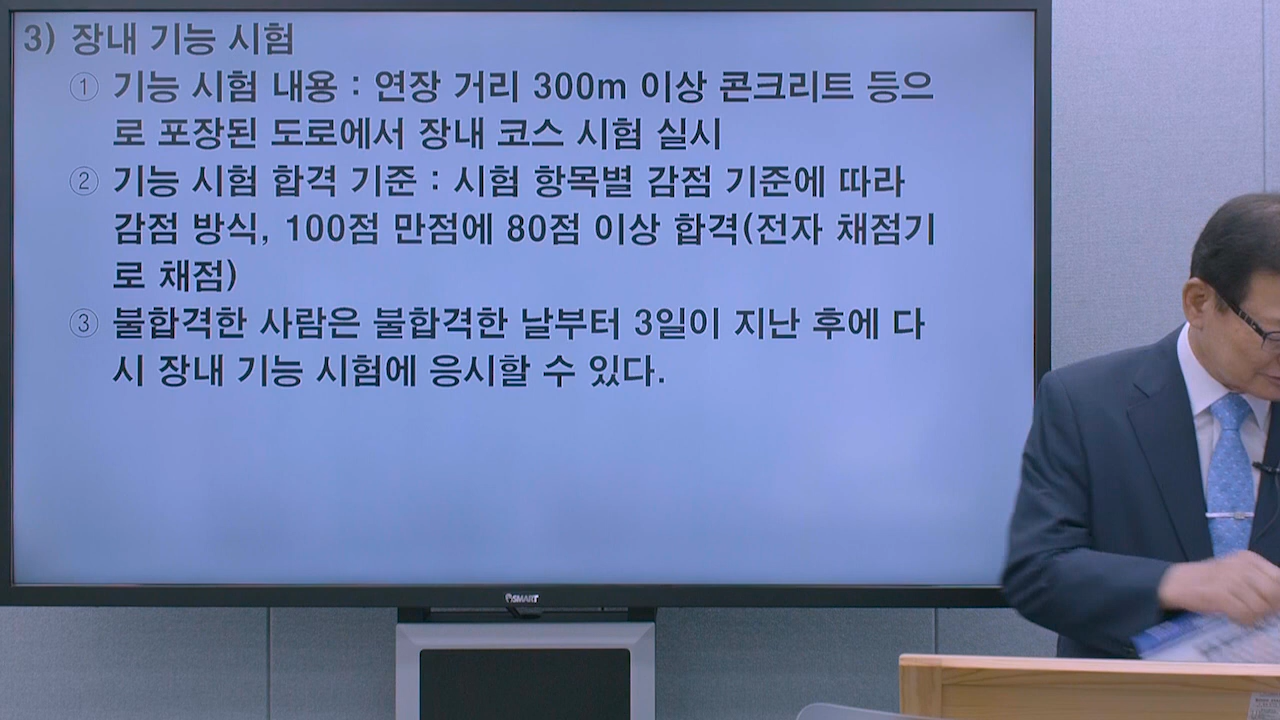 3) 장내 기능 시험
① 기능 시험 내용 : 연장 거리 300m 이상 콘크리트 등으
로 포장된 도로에서 장내 코스 시험 실시
② 기능 시험 합격 기준 : 시험 항목별 감점 기준에 따라
감점 방식, 100점 만점에 80점 이상 합격(전자 채점기
로 채점)
③ 불합격한 사람은 불합격한 날부터 3일이 지난 후에 다
시 장내 기능 시험에 응시할 수 있다.
SMART